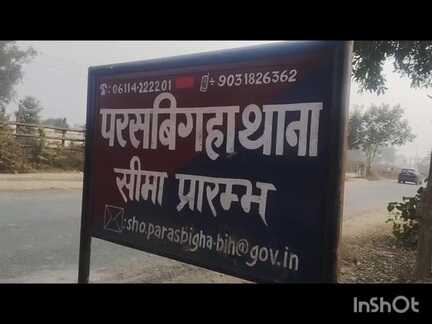 : 06114-222201 : 9031826362
परसबिगहा थाना
सीमा प्रारम्भ
: sho.parasbigha-bih@gov.in
InShOt